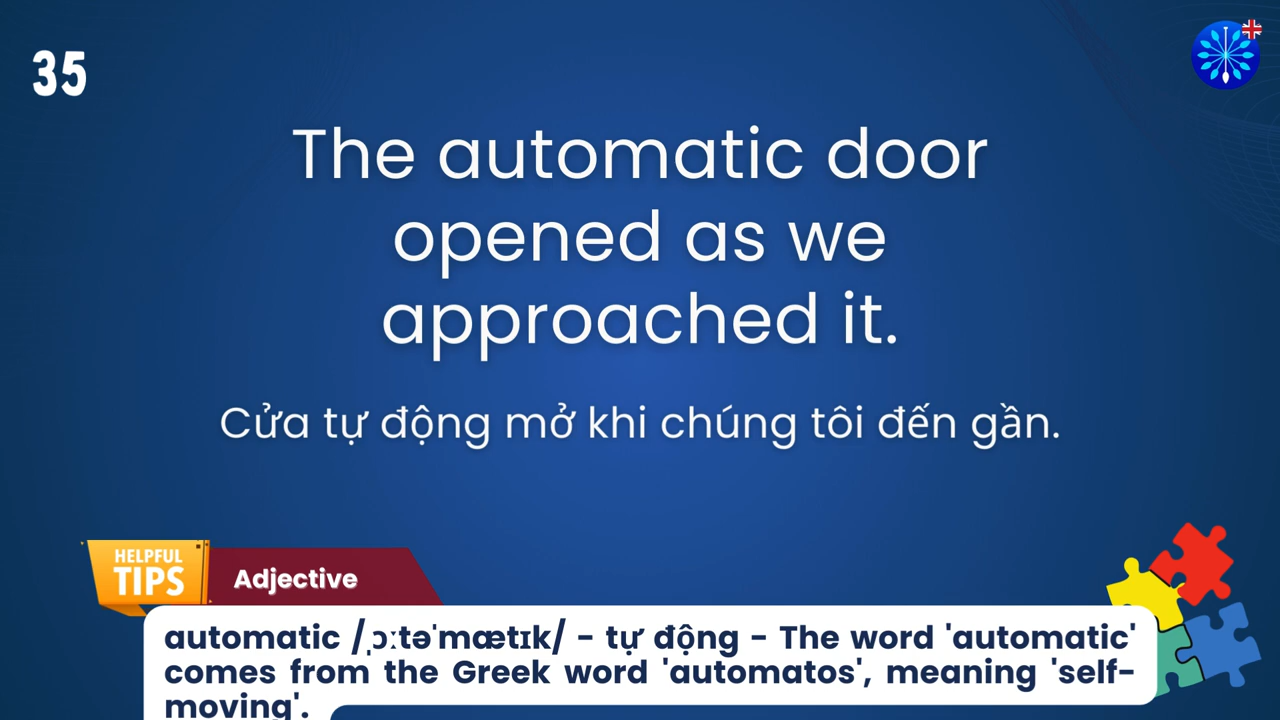 35
The automatic door
opened as we
approached it.
Cửa tự động mở khi chúng tôi đến gần.
HELPFUL
TIPS
Adjective
automatic /ˌɔːtəˈmætɪk/ - tự động - The word 'automatic'
comes from the Greek word 'automatos', meaning 'self-
moving'.